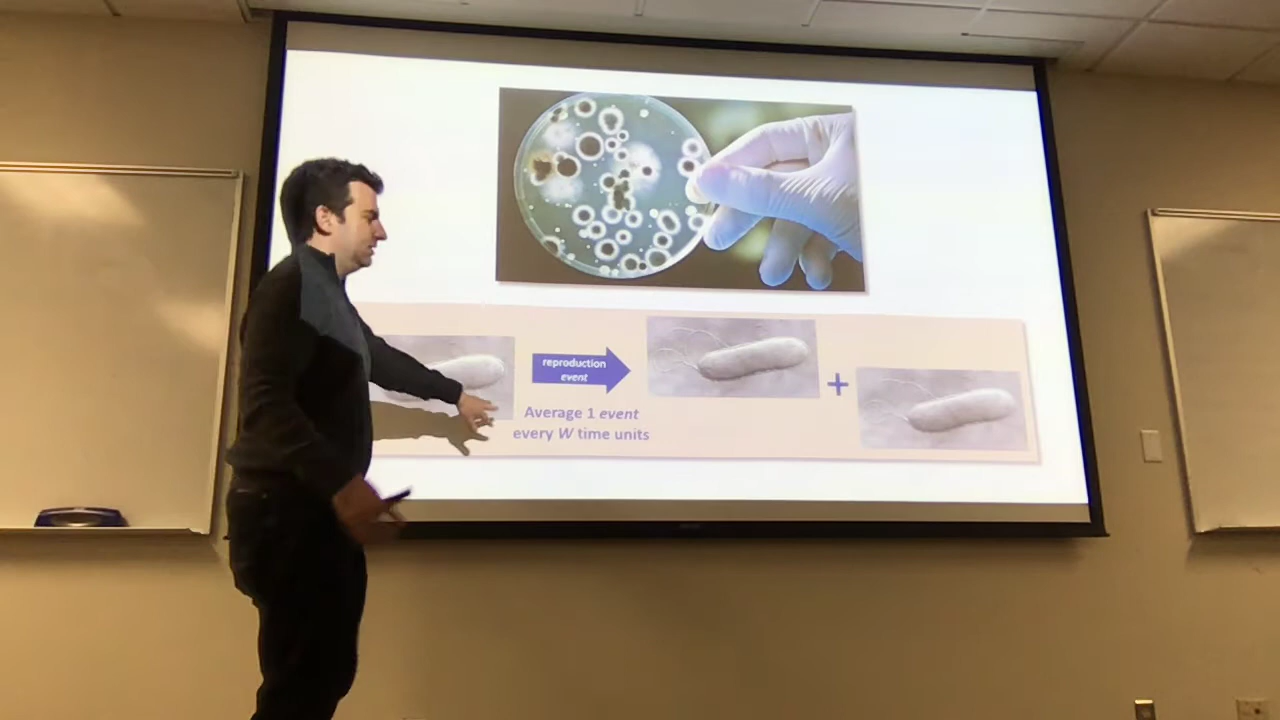 reproduction
event
+
Average 1 event
every W time units